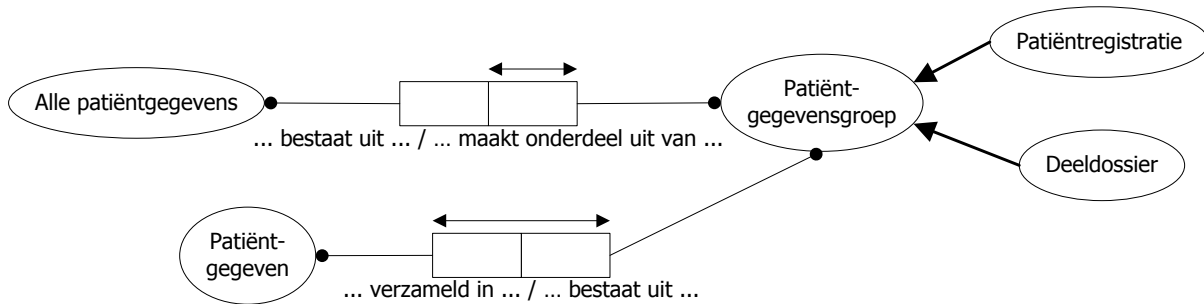 Alle patiëntgegevens
Patiënt-
gegevensgroep
Patiëntregistratie
Deeldossier
... bestaat uit ... / ... maakt onderdeel uit van ...
Patiënt-
gegeven
... verzameld in ... / ... bestaat uit ...